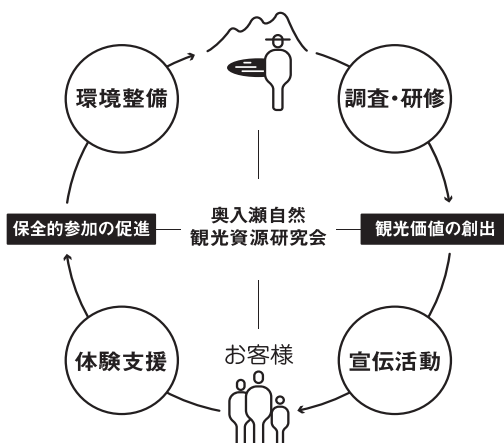 環境整備
調査・研修
保全的参加の促進
奥入瀬自然
観光資源研究会
観光価値の創出
体験支援
お客様
宣伝活動